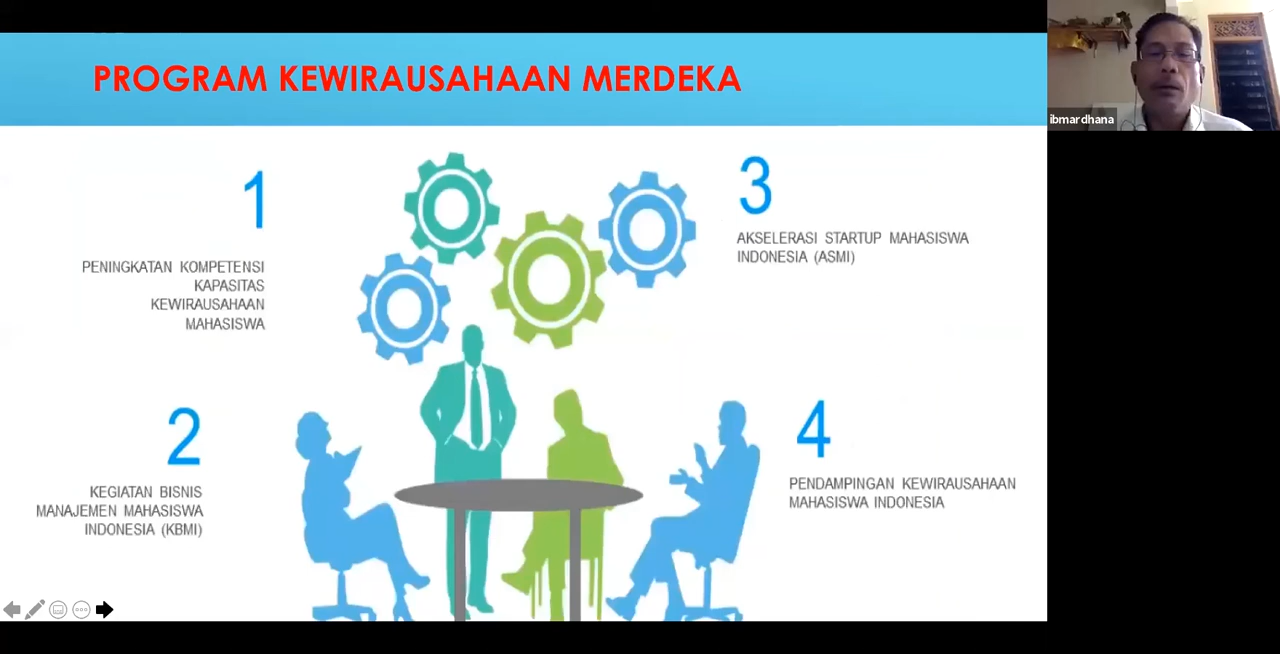 PROGRAM KEWIRAUSAHAAN MERDEKA
ibmardhana
1
PENINGKATAN KOMPETENSI
KAPASITAS
KEWIRAUSAHAAN
MAHASISWA
2
KEGIATAN BISNIS
MANAJEMEN MAHASISWA
INDONESIA (KBMI)
3
AKSELERASI STARTUP MAHASISWA
INDONESIA (ASMI)
4
PENDAMPINGAN KEWIRAUSAHAAN
MAHASISWA INDONESIA